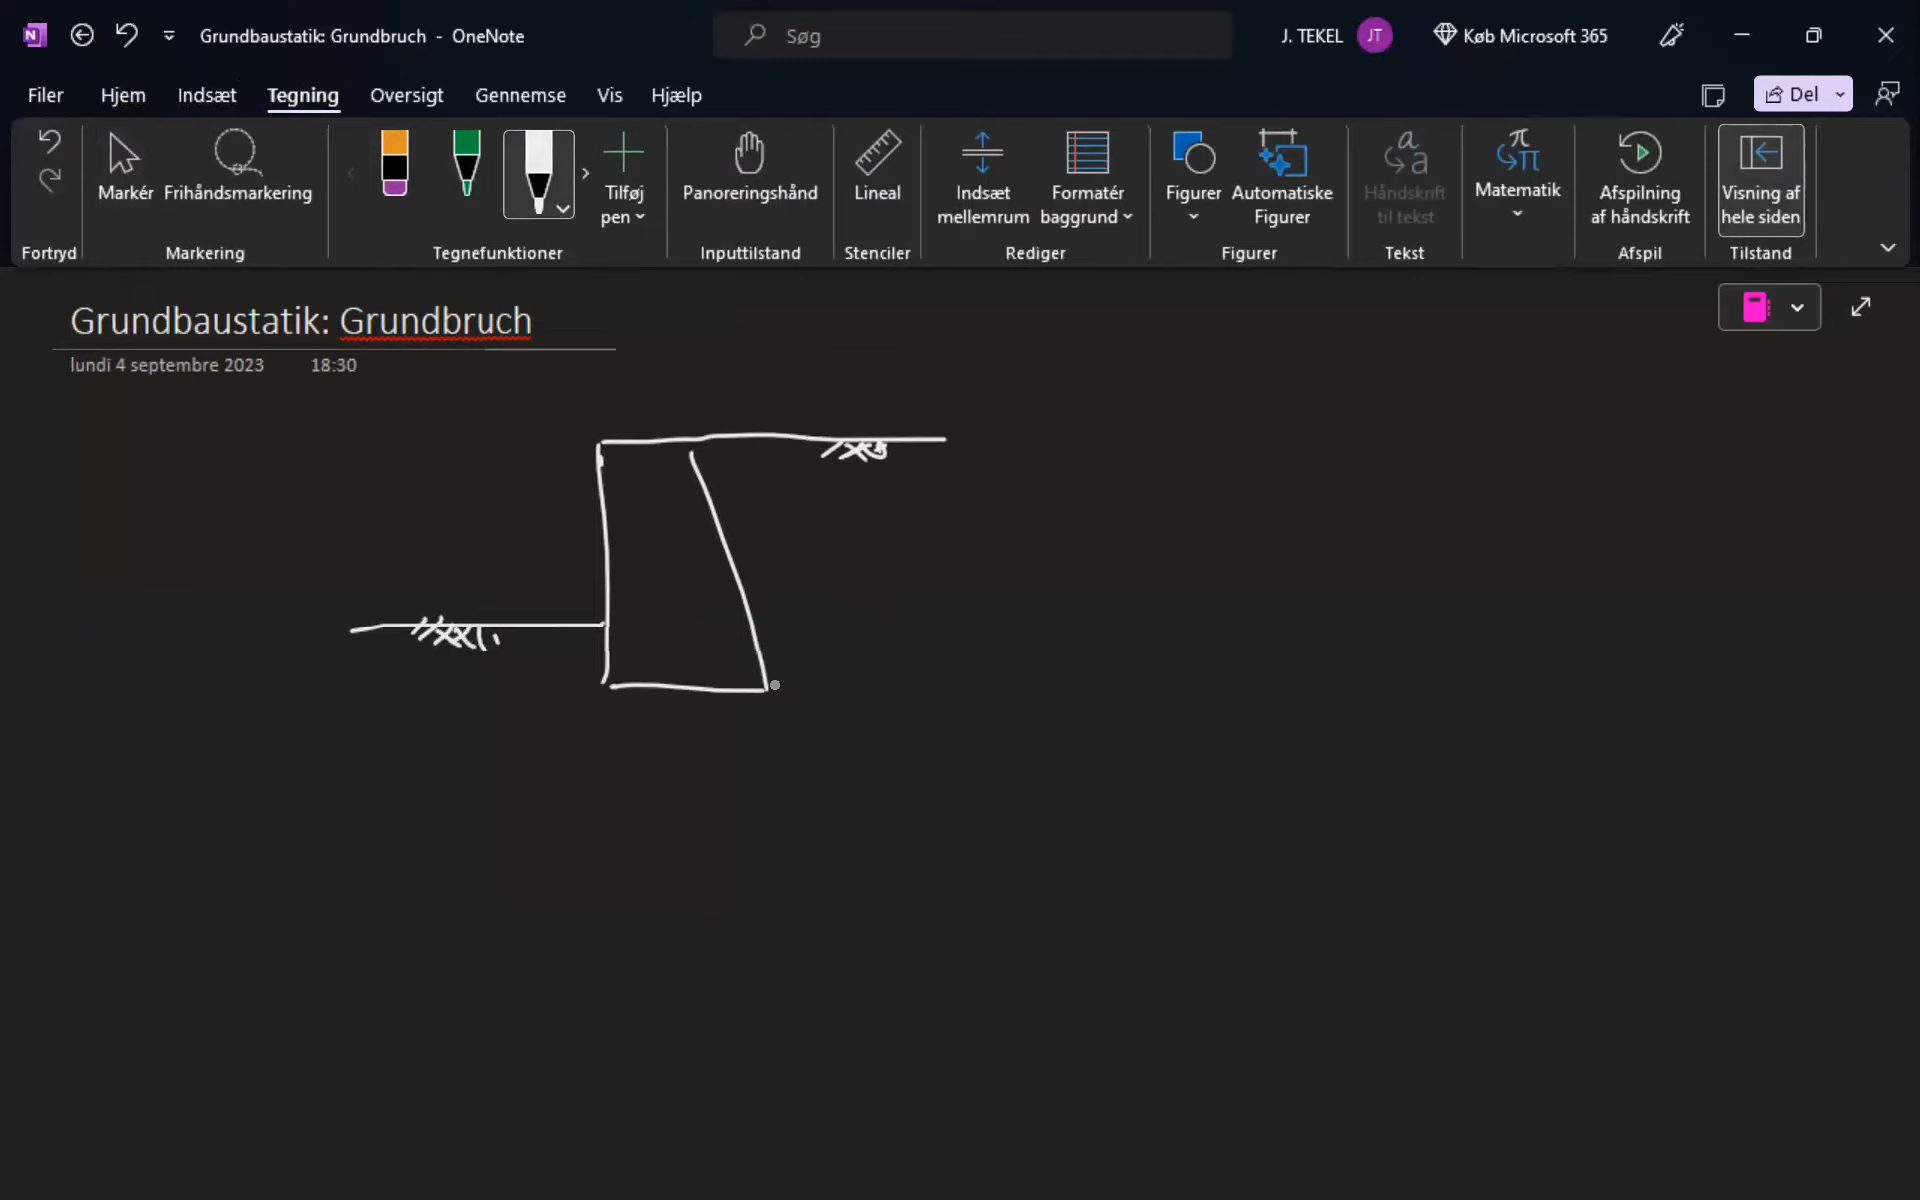 Grundbaustatik: Grundbruch - OneNote
Søg
J. TEKEL
JT
Køb Microsoft 365
Filer
Hjem
Indsæt
Tegning
Oversigt
Gennemse
Vis
Hjælp
Del
Markér
Frihåndsmarkering
Tilføj
pen
Panoreringshånd
Lineal
Indsæt
mellemrum
Formatér
baggrund
Figurer
Automatiske
Figurer
Håndskrift
til tekst
Matematik
Afspilning
af håndskrift
Visning af
hele siden
Fortryd
Markering
Tegnefunktioner
Inputtilstand
Stenciler
Rediger
Figurer
Tekst
Afspil
Tilstand
Grundbaustatik: Grundbruch
lundi 4 septembre 2023 18:30